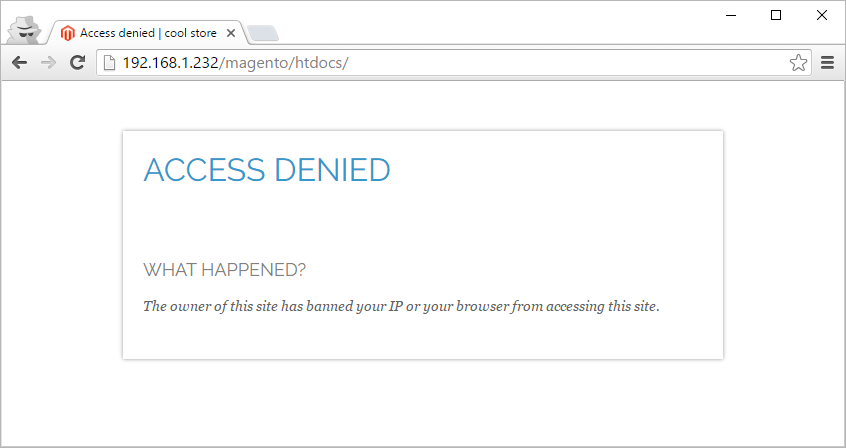 Access denied | cool store
192.168.1.232/magento/htdocs/
ACCESS DENIED
WHAT HAPPENED?
The owner of this site has banned your IP or your browser from accessing this site.